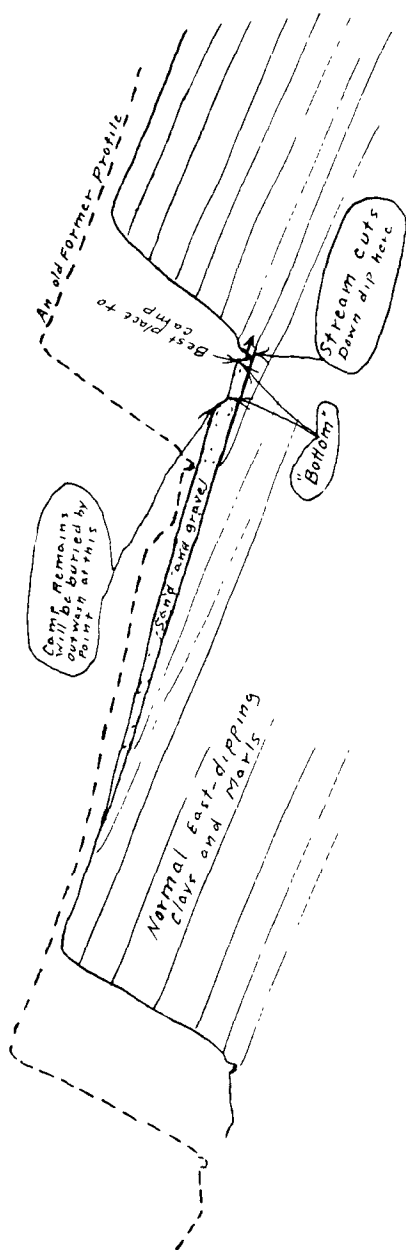 An old Former Profile
Best place to
camp
Stream cuts
Down dip here
"Bottom"
Camp Remains
will be buried by
outwash at this
Point
Sand and gravel
Normal East-dipping
Clays and Marls